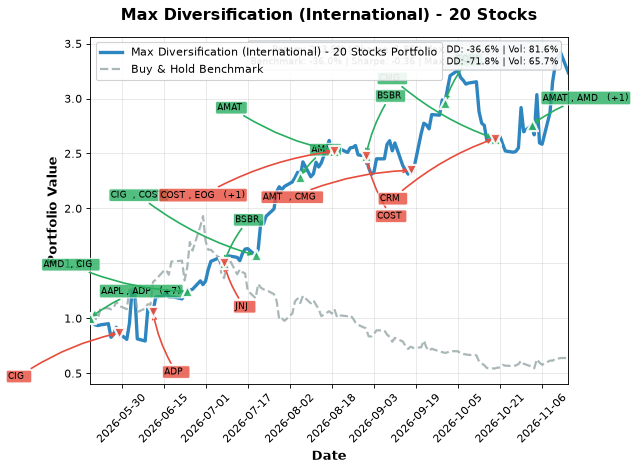 Max Diversification (International) - 20 Stocks
Max Diversification (International) - 20 Stocks Portfolio
Buy & Hold Benchmark
DD: -36.6% | Vol: 81.6%
DD: -71.8% | Vol: 65.7%
3.5
3.0
2.5
2.0
1.5
1.0
0.5
Portfolio Value
AMAT
BSBR
AMAT , AMD (+1)
CIG , COS
COST , EOG (+1)
AMT , CMG
CRM
COST
BSBR
AMD , CIG
AAPL , ADP (+7)
JNJ
CIG
ADP
2026-05-30
2026-06-15
2026-07-01
2026-07-17
2026-08-02
2026-08-18
2026-09-03
2026-09-19
2026-10-05
2026-10-21
2026-11-06
Date